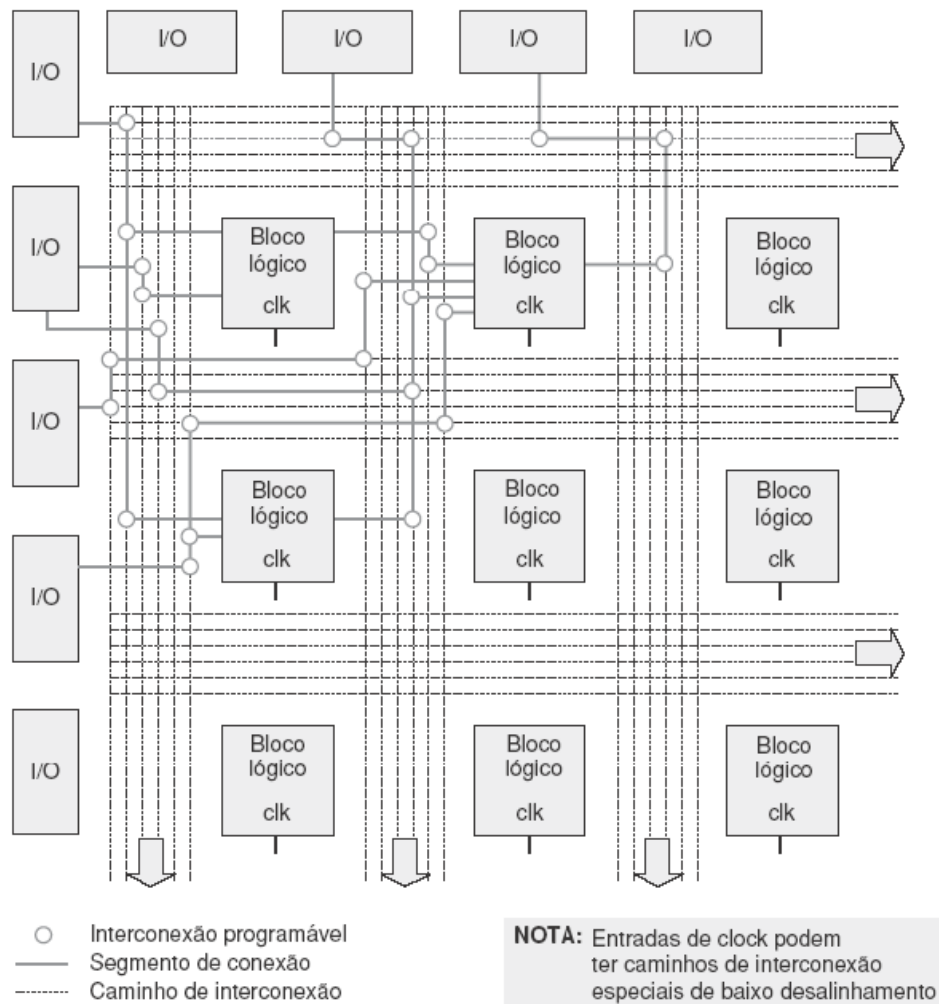 I/O
I/O
I/O
I/O
I/O
I/O
Bloco
lógico
clk
Bloco
lógico
clk
Bloco
lógico
clk
I/O
Bloco
lógico
clk
Bloco
lógico
clk
Bloco
lógico
clk
I/O
I/O
Bloco
lógico
clk
Bloco
lógico
clk
Bloco
lógico
clk
Interconexão programável
Segmento de conexão
Caminho de interconexão
NOTA: Entradas de clock podem
ter caminhos de interconexão
especiais de baixo desalinhamento